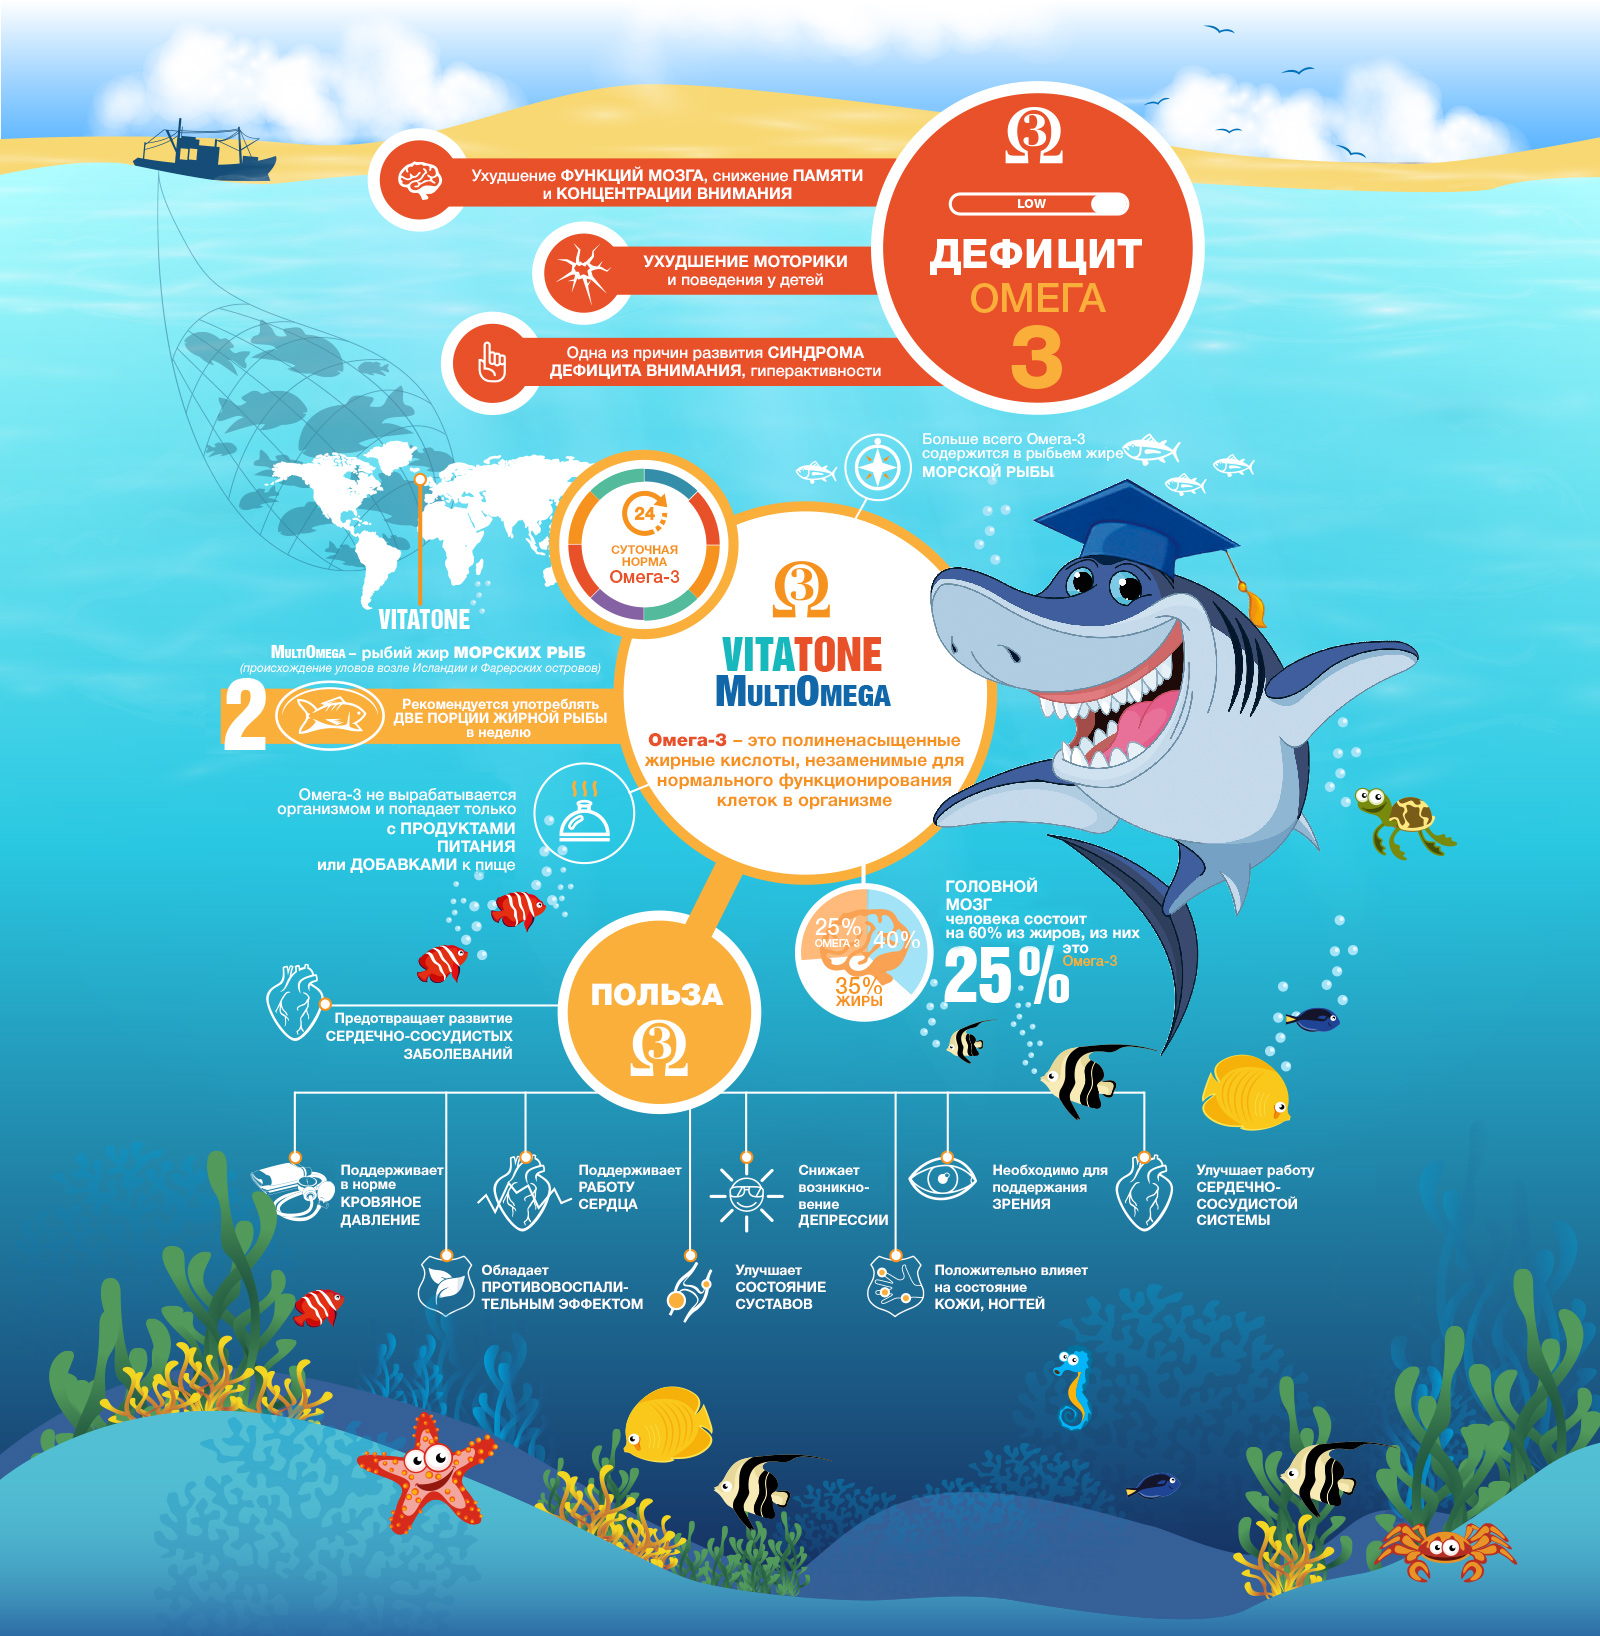 Ухудшение ФУНКЦИЙ МОЗГА, снижение ПАМЯТИ
и КОНЦЕНТРАЦИИ ВНИМАНИЯ
УХУДШЕНИЕ МОТОРИКИ
и поведения у детей
Одна из причин развития СИНДРОМА
ДЕФИЦИТА ВНИМАНИЯ, гиперактивности
3
LOW
ДЕФИЦИТ
ОМЕГА
3
Больше всего Омега-3
содержится в рыбьем жире
МОРСКОЙ РЫБЫ
24
СУТОЧНАЯ
НОРМА
Омега-3
VITATONE
MULTIOMEGA – рыбий жир МОРСКИХ РЫБ
(происхождение уловов возле Исландии и Фарерских островов)
2
Рекомендуется употреблять
ДВЕ ПОРЦИИ ЖИРНОЙ РЫБЫ
в неделю
3
VITATONE
MULTIOMEGA
Омега-3 – это полиненасыщенные
жирные кислоты, незаменимые для
нормального функционирования
клеток в организме
Омега-3 не вырабатывается
организмом и попадает только
с ПРОДУКТАМИ
ПИТАНИЯ
или ДОБАВКАМИ к пище
25%
ОМЕГА 3
40%
35%
ЖИРЫ
ГОЛОВНОЙ
МОЗГ
человека состоит
на 60% из жиров, из них
25%
это
Омега-3
ПОЛЬЗА
3
Предотвращает развитие
СЕРДЕЧНО-СОСУДИСТЫХ
ЗАБОЛЕВАНИЙ
Поддерживает
в норме
КРОВЯНОЕ
ДАВЛЕНИЕ
Поддерживает
РАБОТУ
СЕРДЦА
Снижает
возникно-
вение
ДЕПРЕССИИ
Необходимо для
поддержания
ЗРЕНИЯ
Улучшает работу
СЕРДЕЧНО-
СОСУДИСТОЙ
СИСТЕМЫ
Обладает
ПРОТИВОВОСПАЛИ-
ТЕЛЬНЫМ ЭФФЕКТОМ
Улучшает
СОСТОЯНИЕ
СУСТАВОВ
Положительно влияет
на состояние
КОЖИ, НОГТЕЙ